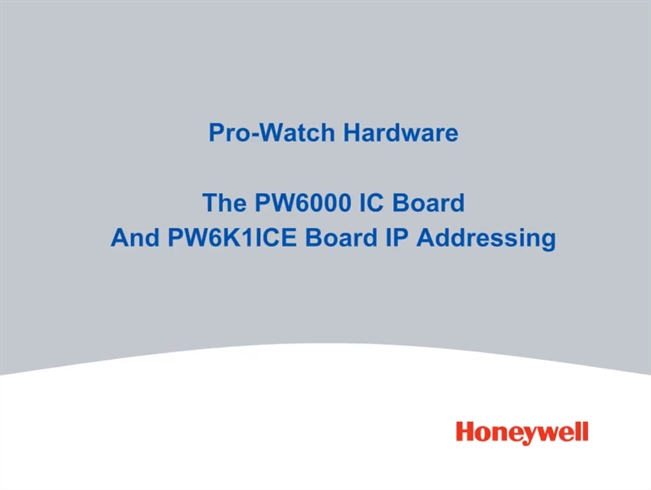 Pro-Watch Hardware
The PW6000 IC Board
And PW6K1ICE Board IP Addressing
Honeywell